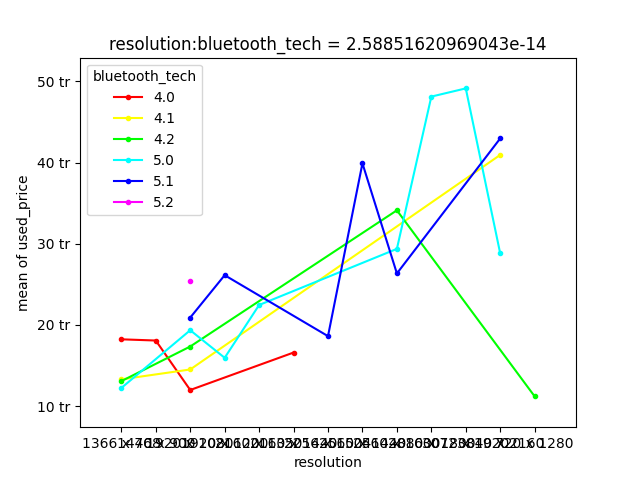 resolution:bluetooth_tech = 2.58851620969043e-14
bluetooth_tech
4.0
4.1
4.2
5.0
5.1
5.2
50 tr
40 tr
30 tr
20 tr
10 tr
mean of used_price
resolution